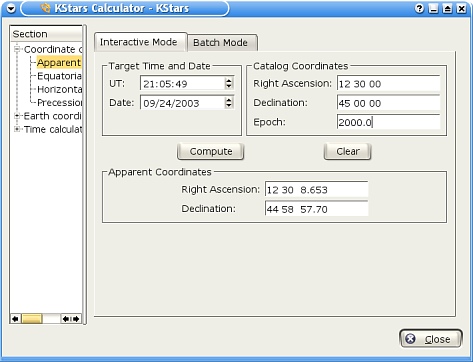 KStars Calculator - KStars
Section
Coordinate c
Apparent
Equatoria
Horizonta
Precession
Earth coordi
Time calculat
Interactive Mode
Batch Mode
Target Time and Date
UT: 21:05:49
Date: 09/24/2003
Catalog Coordinates
Right Ascension: 12 30 00
Declination: 45 00 00
Epoch: 2000.0
Compute
Clear
Apparent Coordinates
Right Ascension: 12 30 8.653
Declination: 44 58 57.70
Close